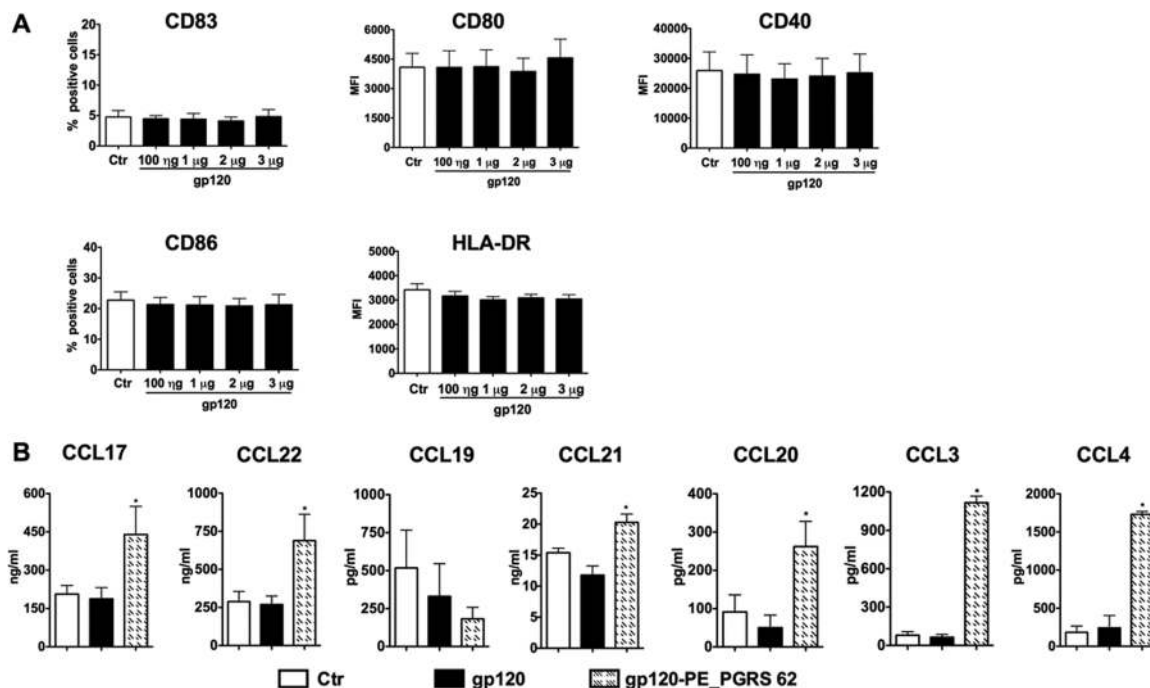 A
CD83
% positive cells
20
15
10
5
0
Ctr 100 ηg 1 μg 2 μg 3 μg
gp120
CD80
MFI
6000
4500
3000
1500
0
Ctr 100 ηg 1 μg 2 μg 3 μg
gp120
CD40
MFI
30000
20000
10000
0
Ctr 100 ηg 1 μg 2 μg 3 μg
gp120
CD86
% positive cells
40
30
20
10
0
Ctr 100 ηg 1 μg 2 μg 3 μg
gp120
HLA-DR
MFI
5000
4000
3000
2000
1000
0
Ctr 100 ηg 1 μg 2 μg 3 μg
gp120
B
CCL17
ng/ml
600
450
300
150
0
*
CCL22
ng/ml
1000
750
500
250
0
*
CCL19
pg/ml
1000
750
500
250
0
CCL21
ng/ml
25
20
15
10
5
0
*
CCL20
pg/ml
400
300
200
100
0
*
CCL3
pg/ml
1200
900
600
300
0
*
CCL4
pg/ml
2000
1500
1000
500
0
*
Ctr gp120 gp120-PE_PGRS 62